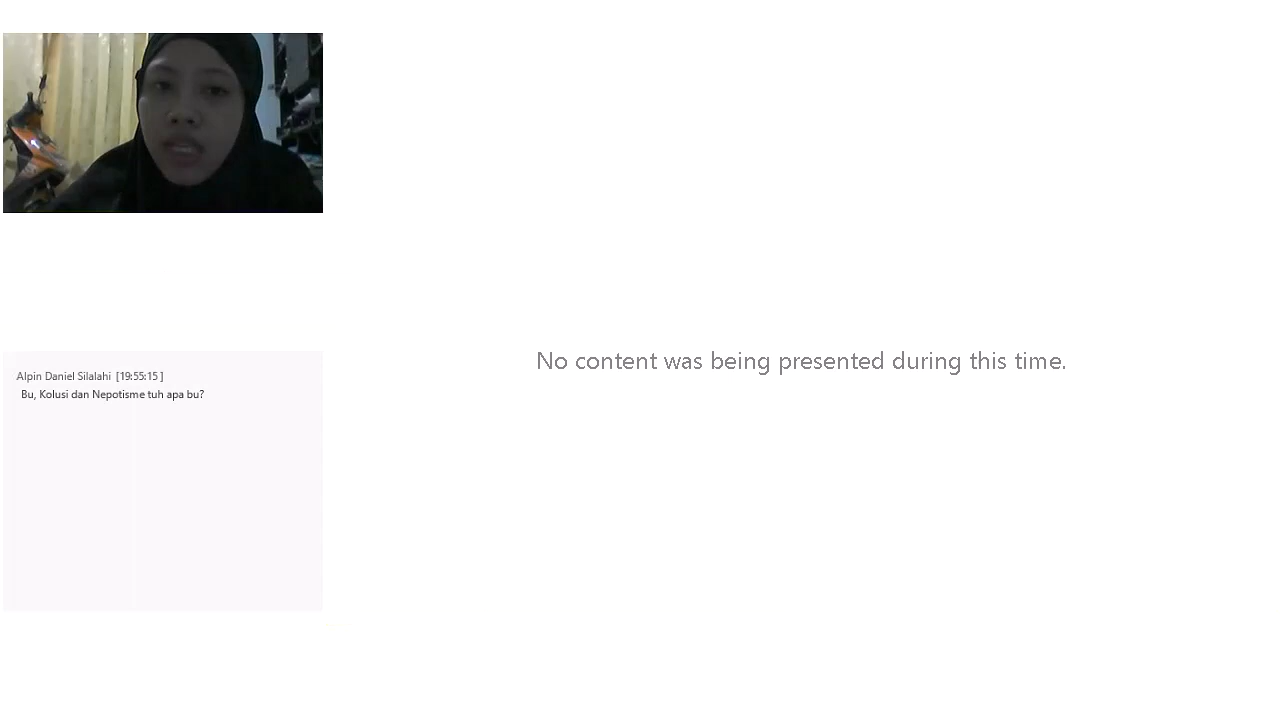 Alpin Daniel Silalahi [19:55:15 ]
Bu, Kolusi dan Nepotisme tuh apa bu?
No content was being presented during this time.